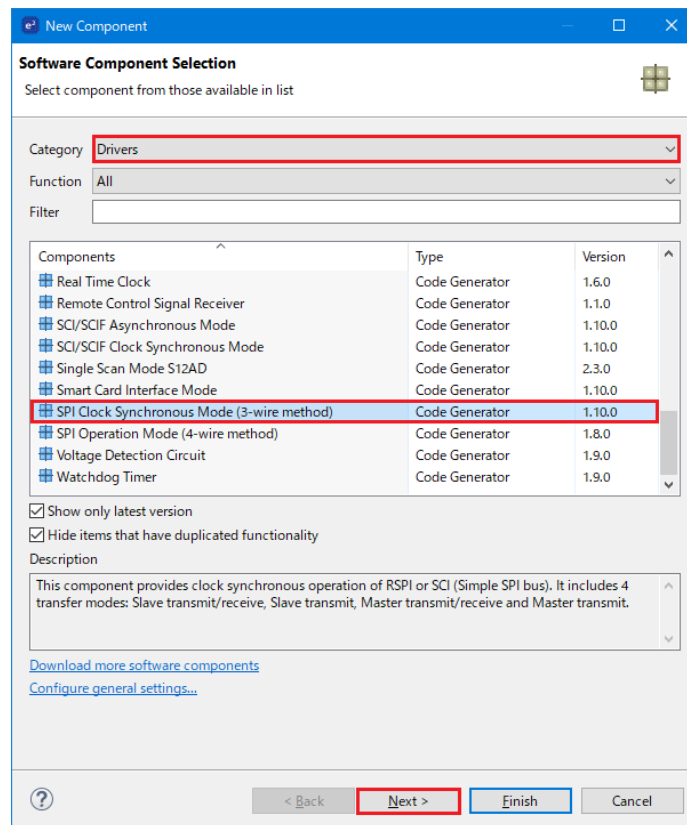 e² New Component
Software Component Selection
Select component from those available in list
Category Drivers
Function All
Filter
Components Type Version
Real Time Clock Code Generator 1.6.0
Remote Control Signal Receiver Code Generator 1.1.0
SCI/SCIF Asynchronous Mode Code Generator 1.10.0
SCI/SCIF Clock Synchronous Mode Code Generator 1.10.0
Single Scan Mode S12AD Code Generator 2.3.0
Smart Card Interface Mode Code Generator 1.10.0
SPI Clock Synchronous Mode (3-wire method) Code Generator 1.10.0
SPI Operation Mode (4-wire method) Code Generator 1.8.0
Voltage Detection Circuit Code Generator 1.9.0
Watchdog Timer Code Generator 1.9.0
Show only latest version
Hide items that have duplicated functionality
Description
This component provides clock synchronous operation of RSPI or SCI (Simple SPI bus). It includes 4
transfer modes: Slave transmit/receive, Slave transmit, Master transmit/receive and Master transmit.
Download more software components
Configure general settings...
? < Back Next > Finish Cancel